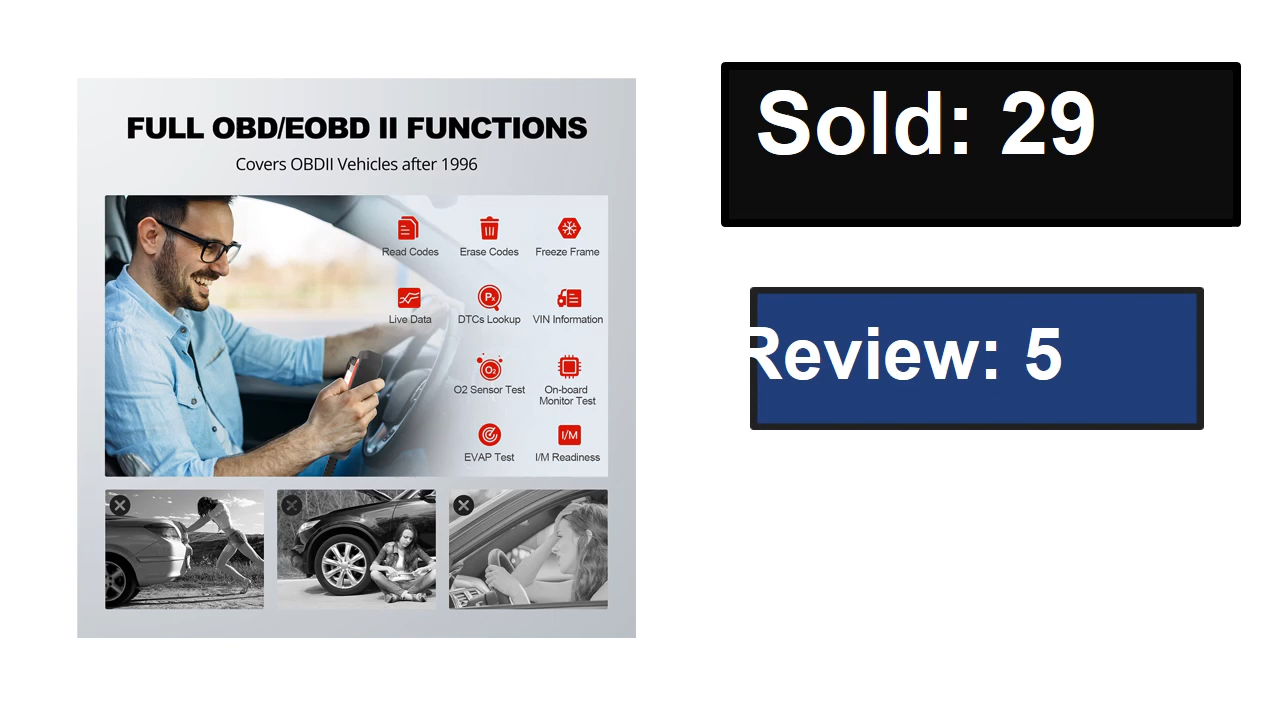 FULL OBD/EOBD II FUNCTIONS
Covers OBDII Vehicles after 1996
Read Codes
Erase Codes
Freeze Frame
Live Data
DTCs Lookup
VIN Information
O2
O2 Sensor Test
On-board
Monitor Test
EVAP Test
I/M
I/M Readiness
Sold: 29
Review: 5